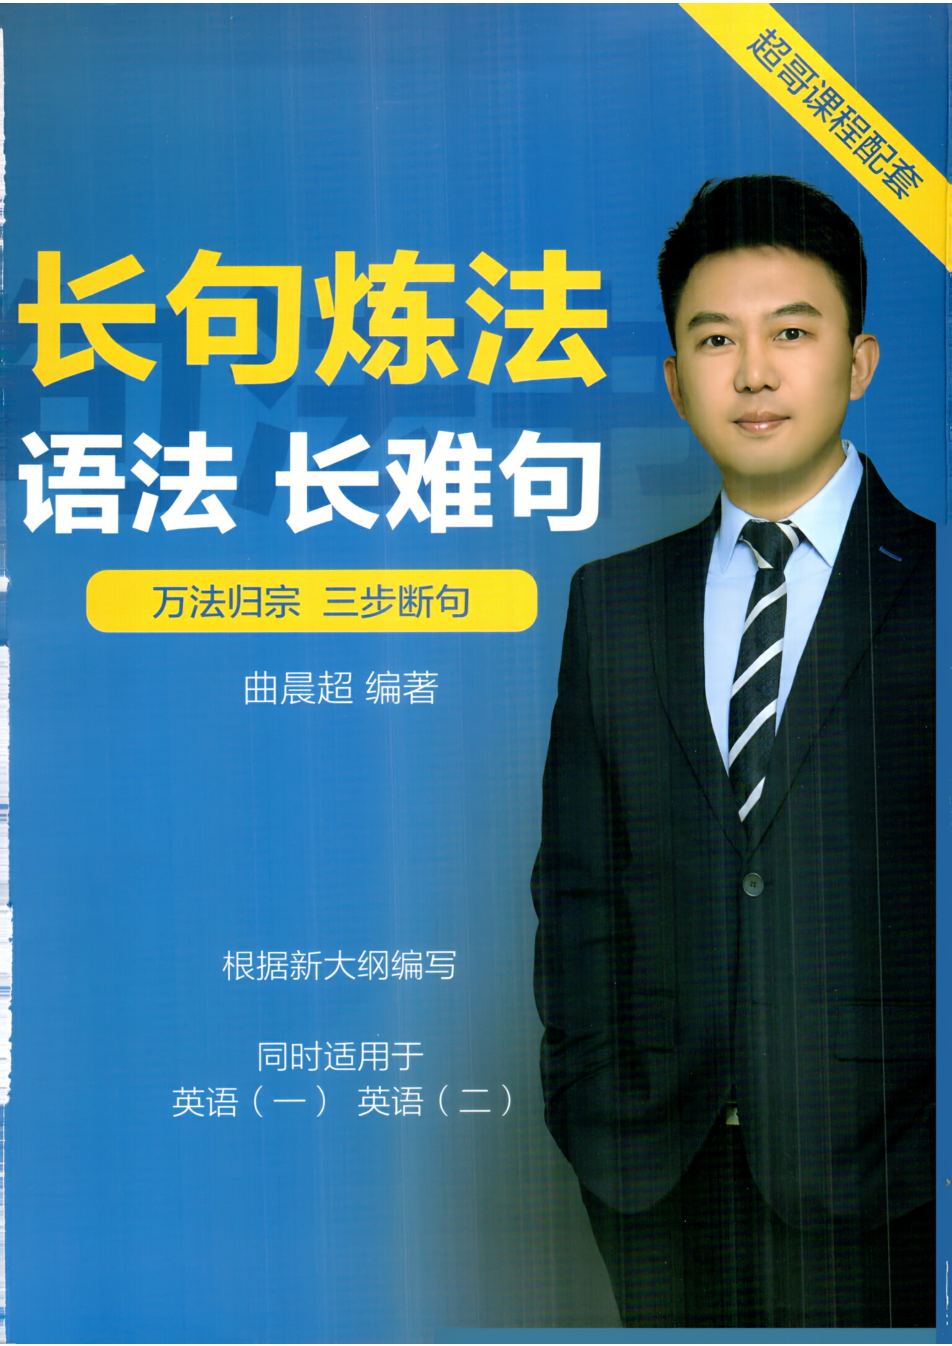 超哥课程配套
长句炼法
语法 长难句
万法归宗 三步断句
曲晨超 编著
根据新大纲编写
同时适用于
英语（一） 英语（二）